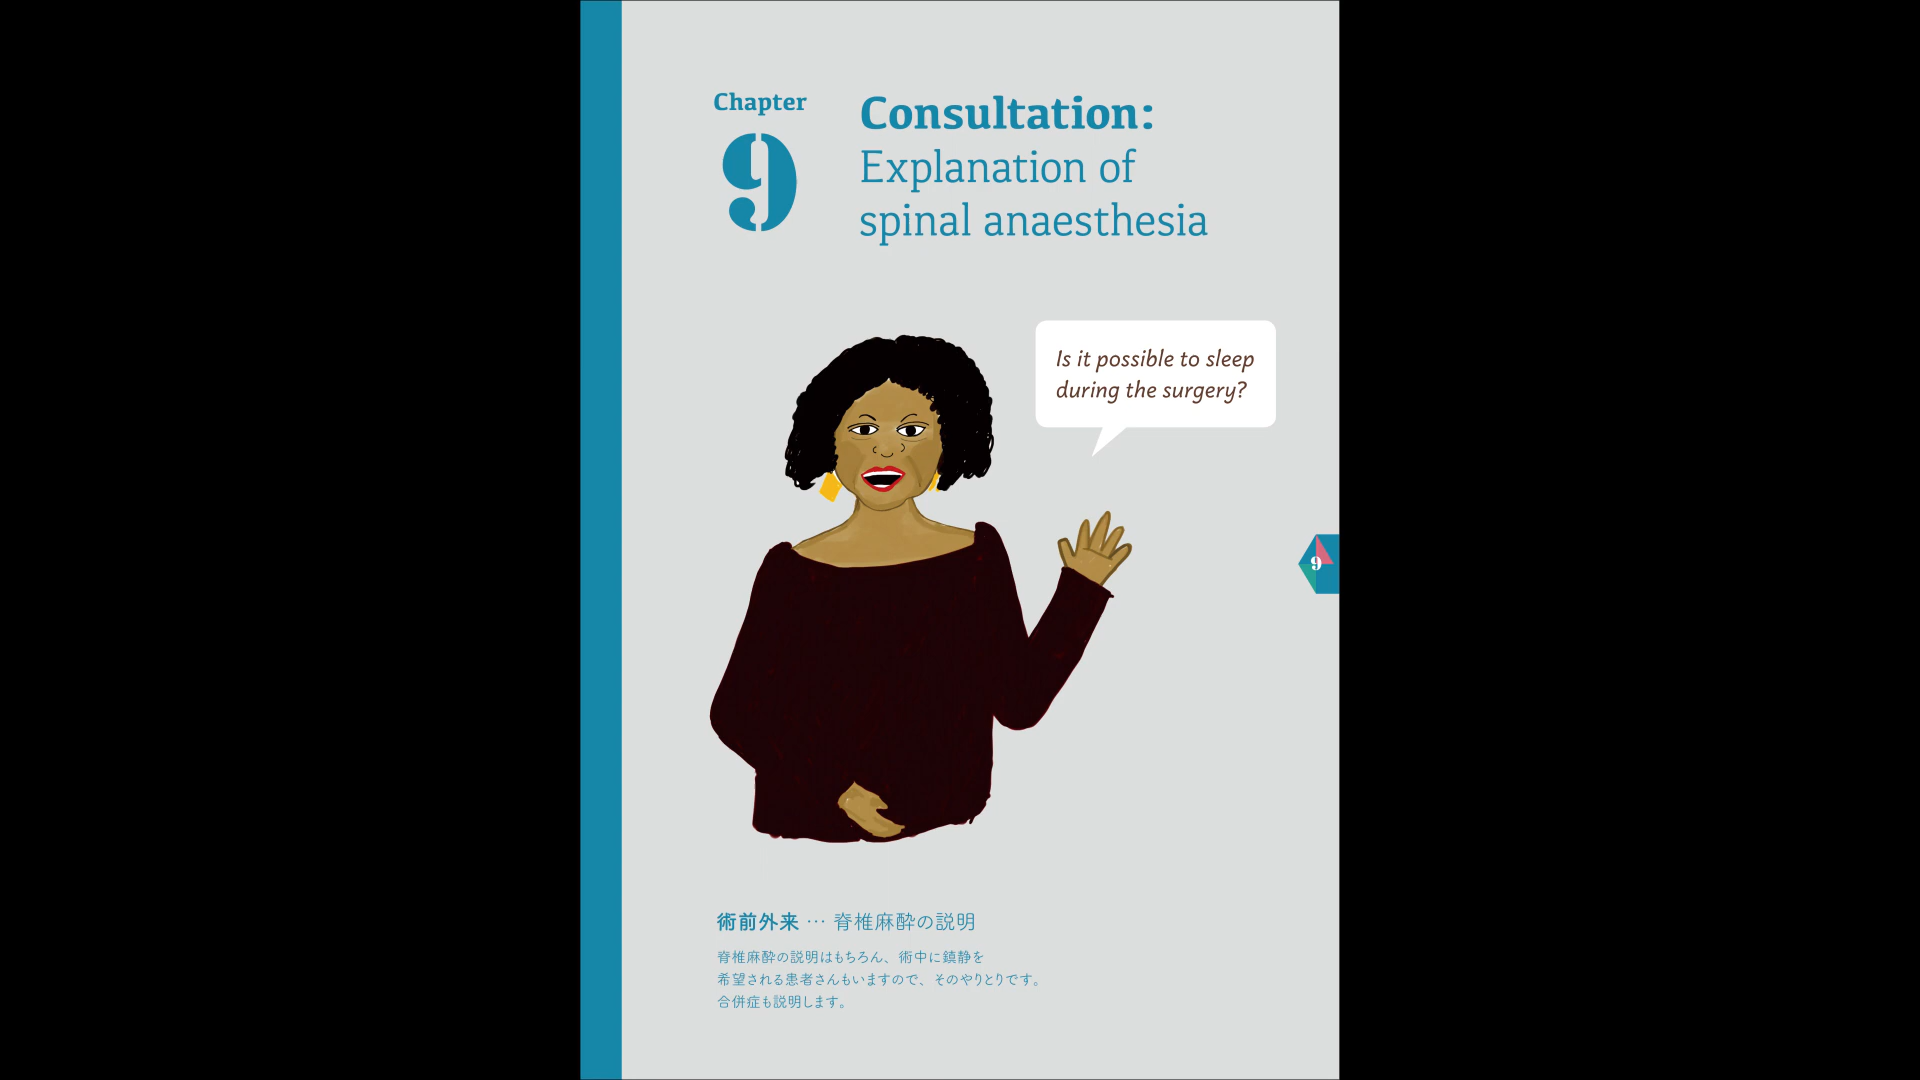 Chapter
9
Consultation:
Explanation of
spinal anaesthesia
Is it possible to sleep
during the surgery?
9
術前外来 … 脊椎麻酔の説明
脊椎麻酔の説明はもちろん、術中に鎮静を
希望される患者さんもいますので、そのやりとりです。
合併症も説明します。